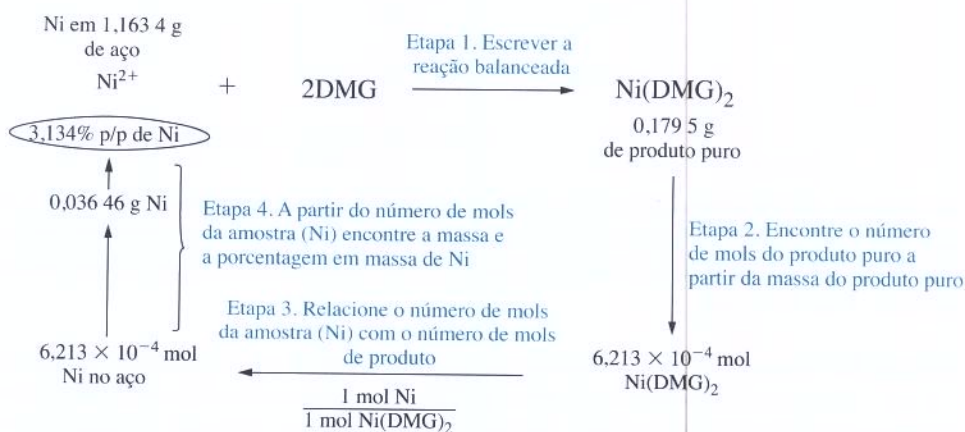 Ni em 1,163 4 g
de aço
Ni²⁺ + 2DMG
Etapa 1. Escrever a
reação balanceada
Ni(DMG)₂
0,179 5 g
de produto puro
3,134% p/p de Ni
0,036 46 g Ni
Etapa 4. A partir do número de mols
da amostra (Ni) encontre a massa e
a porcentagem em massa de Ni
Etapa 2. Encontre o número
de mols do produto puro a
partir da massa do produto puro
Etapa 3. Relacione o número de mols
da amostra (Ni) com o número de mols
de produto
6,213 × 10⁻⁴ mol
Ni no aço
1 mol Ni
1 mol Ni(DMG)₂
6,213 × 10⁻⁴ mol
Ni(DMG)₂